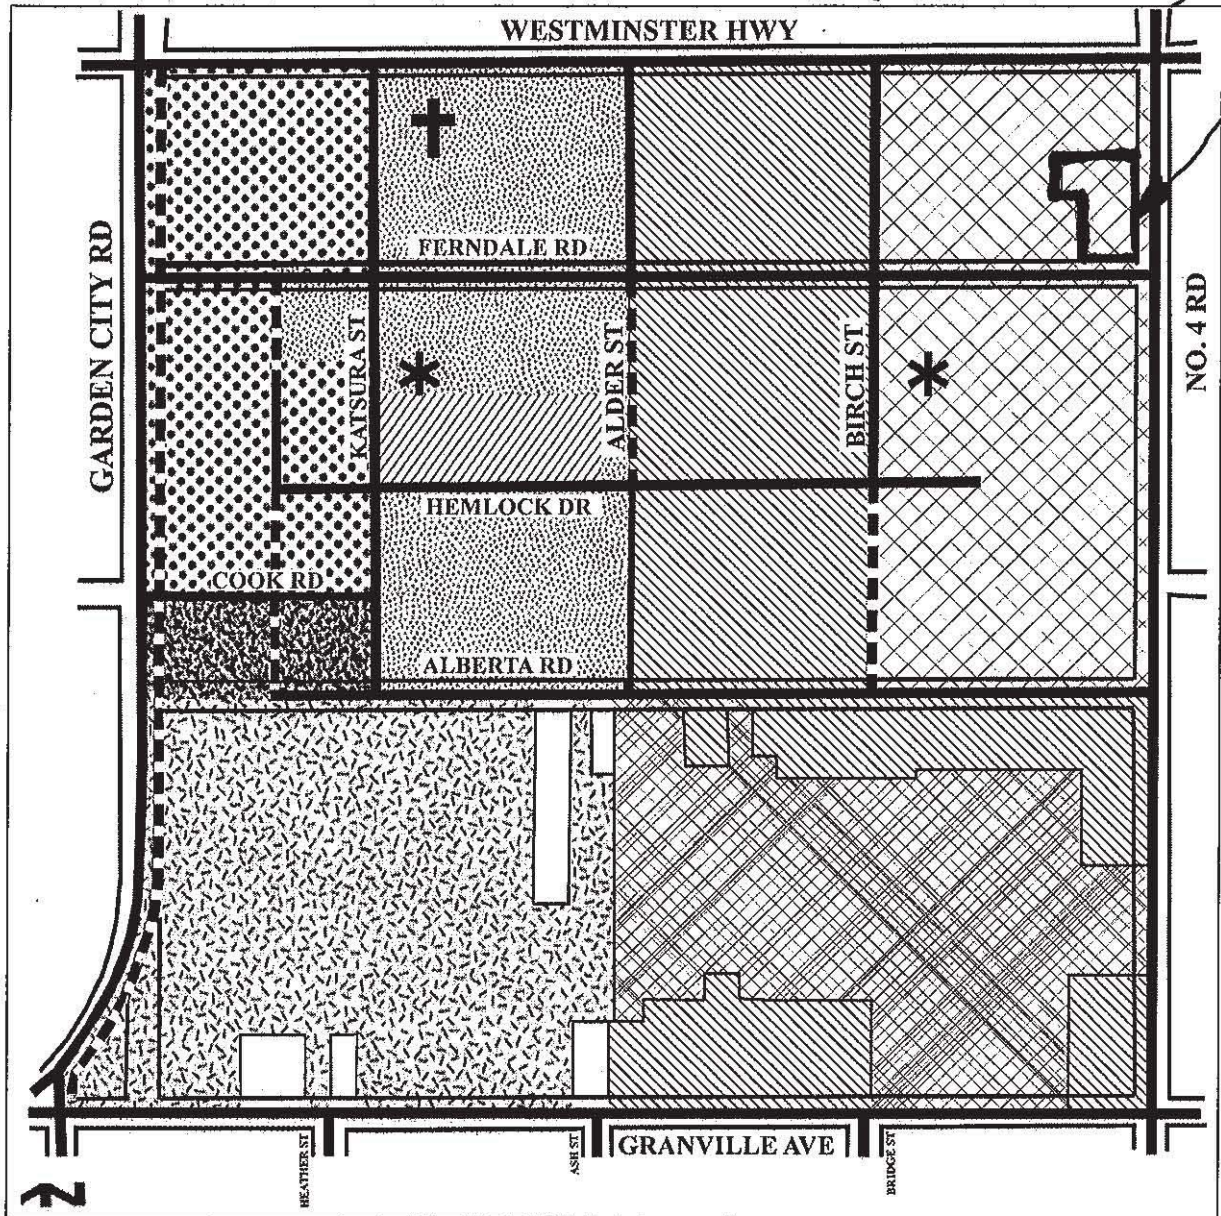 WESTMINSTER HWY
GARDEN CITY RD
FERNDALE RD
KATSURA ST
ALDER ST
BIRCH ST
NO. 4 RD
HEMLOCK DR
COOK RD
ALBERTA RD
HEATHER ST
ASH ST
GRANVILLE AVE
BRIDGE ST
N